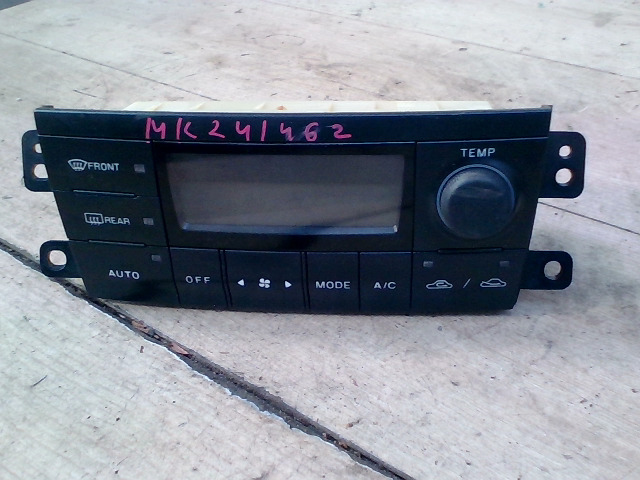 MK241462
FRONT
TEMP
REAR
AUTO
OFF
MODE
A/C
/